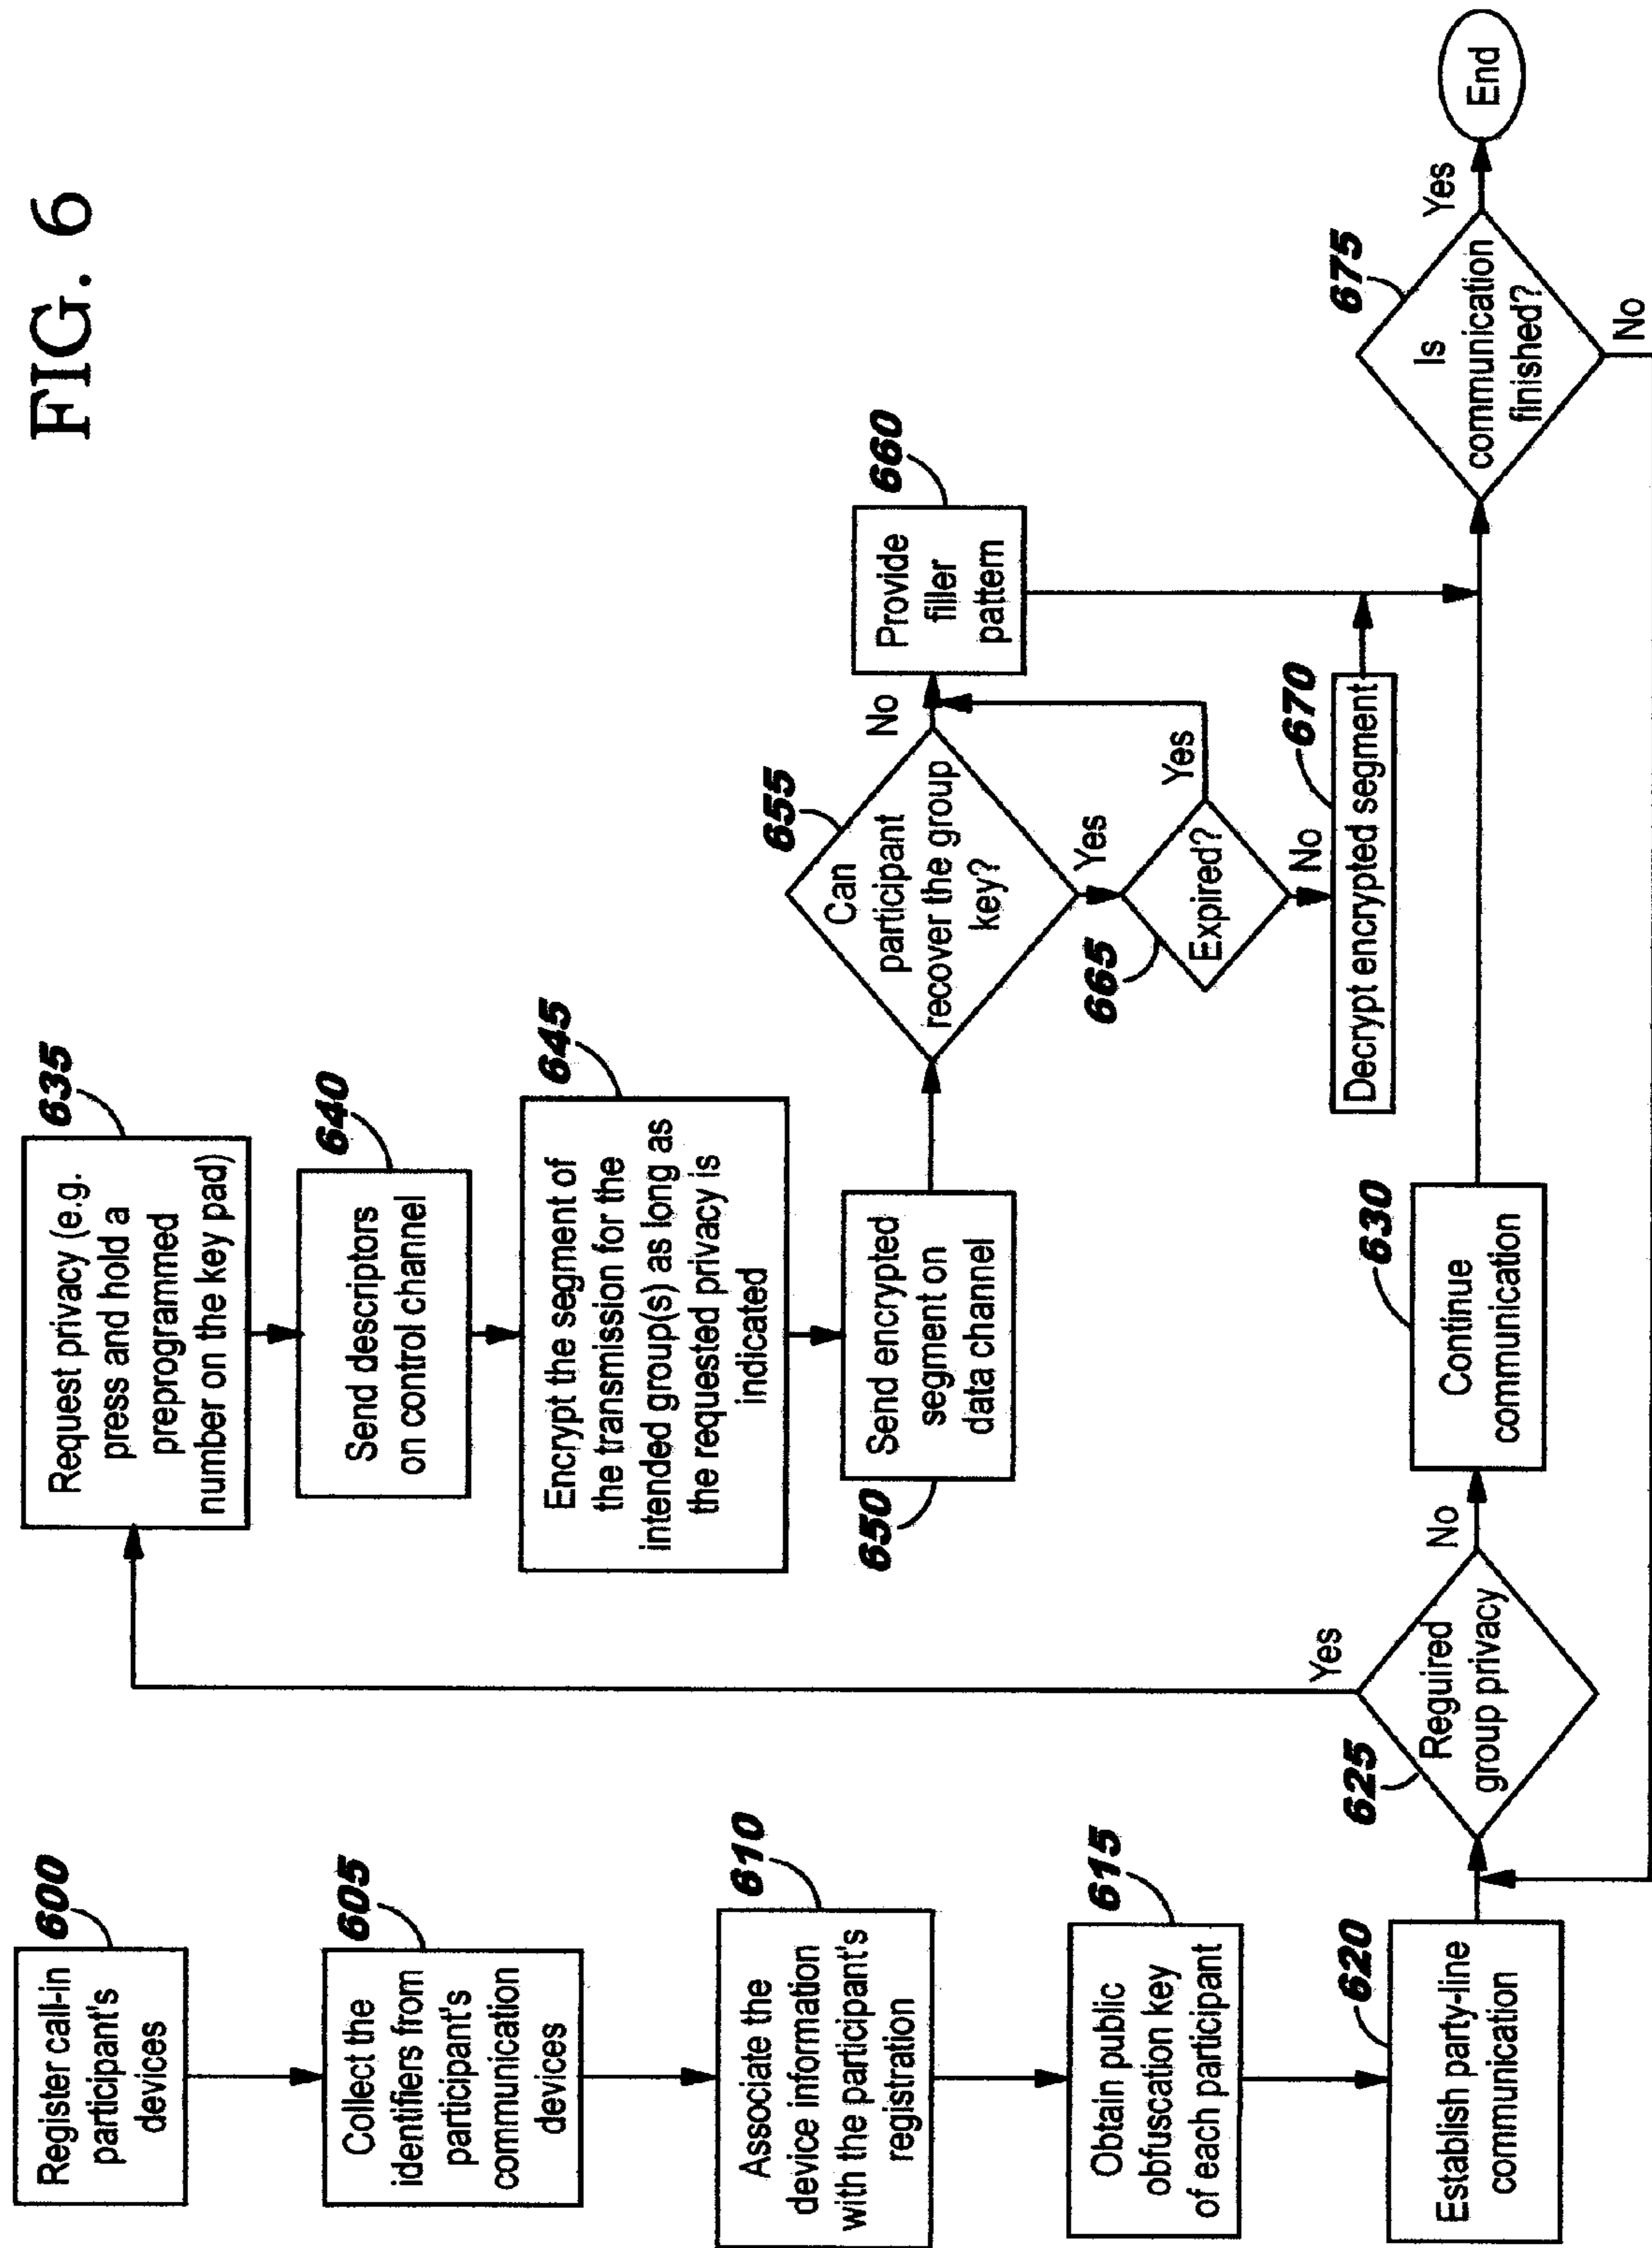 FIG. 6
600
Register call-in
participant's
devices
605
Collect the
identifiers from
participant's
communication
devices
610
Associate the
device information
with the participant's
registration
615
Obtain public
obfuscation key
of each participant
620
Establish party-line
communication
625
Reguired
group privacy
Yes
No
630
Continue
communication
635
Request privacy (e.g.
press and hold a
preprogrammed
number on the key pad)
640
Send descriptors
on control channel
645
Encrypt the segment of
the transmission for the
intended group(s) as long as
the requested privacy is
indicated
650
Send encrypted
segment on
data channel
655
Can
participant
recover the group
key?
No
Yes
660
Provide
filler
pattern
665
Expired?
Yes
No
670
Decrypt encrypted segment
675
Is
communication
finished?
Yes
No
End